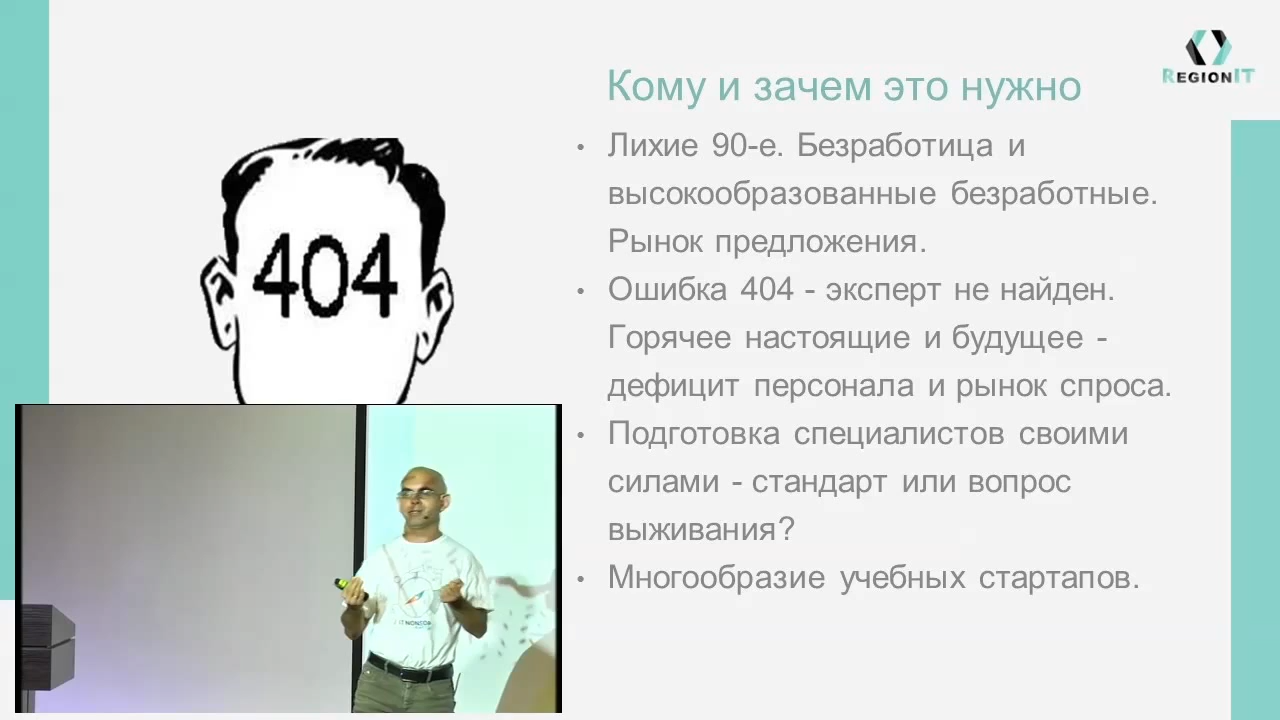 REGIONIT
Кому и зачем это нужно
• Лихие 90-е. Безработица и
высокообразованные безработные.
Рынок предложения.
• Ошибка 404 - эксперт не найден.
Горячее настоящие и будущее -
дефицит персонала и рынок спроса.
• Подготовка специалистов своими
силами - стандарт или вопрос
выживания?
• Многообразие учебных стартапов.
404